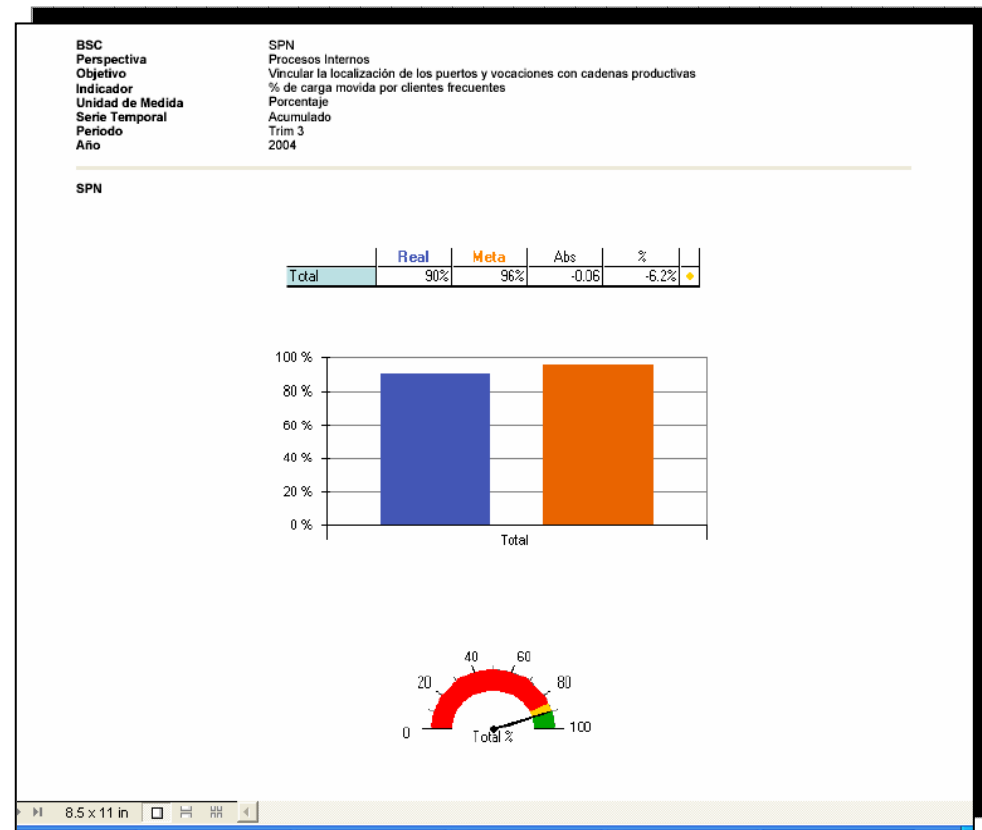 BSC SPN
Perspectiva Procesos Internos
Objetivo Vincular la localización de los puertos y vocaciones con cadenas productivas
Indicador % de carga movida por clientes frecuentes
Unidad de Medida Porcentaje
Serie Temporal Acumulado
Periodo Trim 3
Año 2004
SPN
Real Meta Abs %
Total 90% 96% -0.06 -6.2%
100 %
80 %
60 %
40 %
20 %
0 %
Total
40 60
20 80
0 Total % 100
8.5 x 11 in